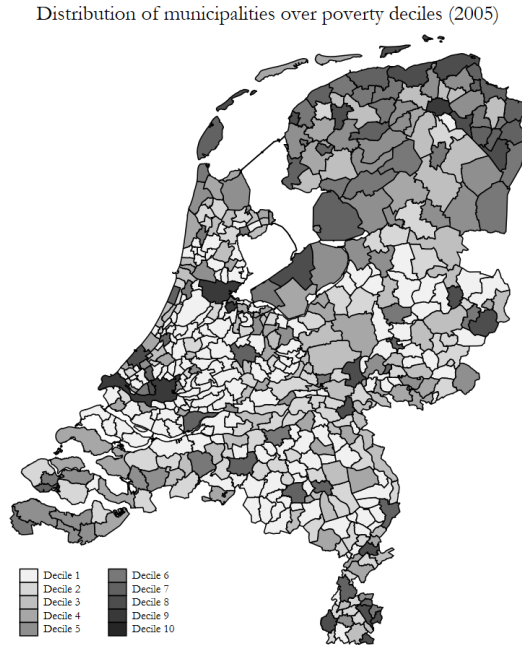 Distribution of municipalities over poverty deciles (2005)
Decile 1
Decile 2
Decile 3
Decile 4
Decile 5
Decile 6
Decile 7
Decile 8
Decile 9
Decile 10